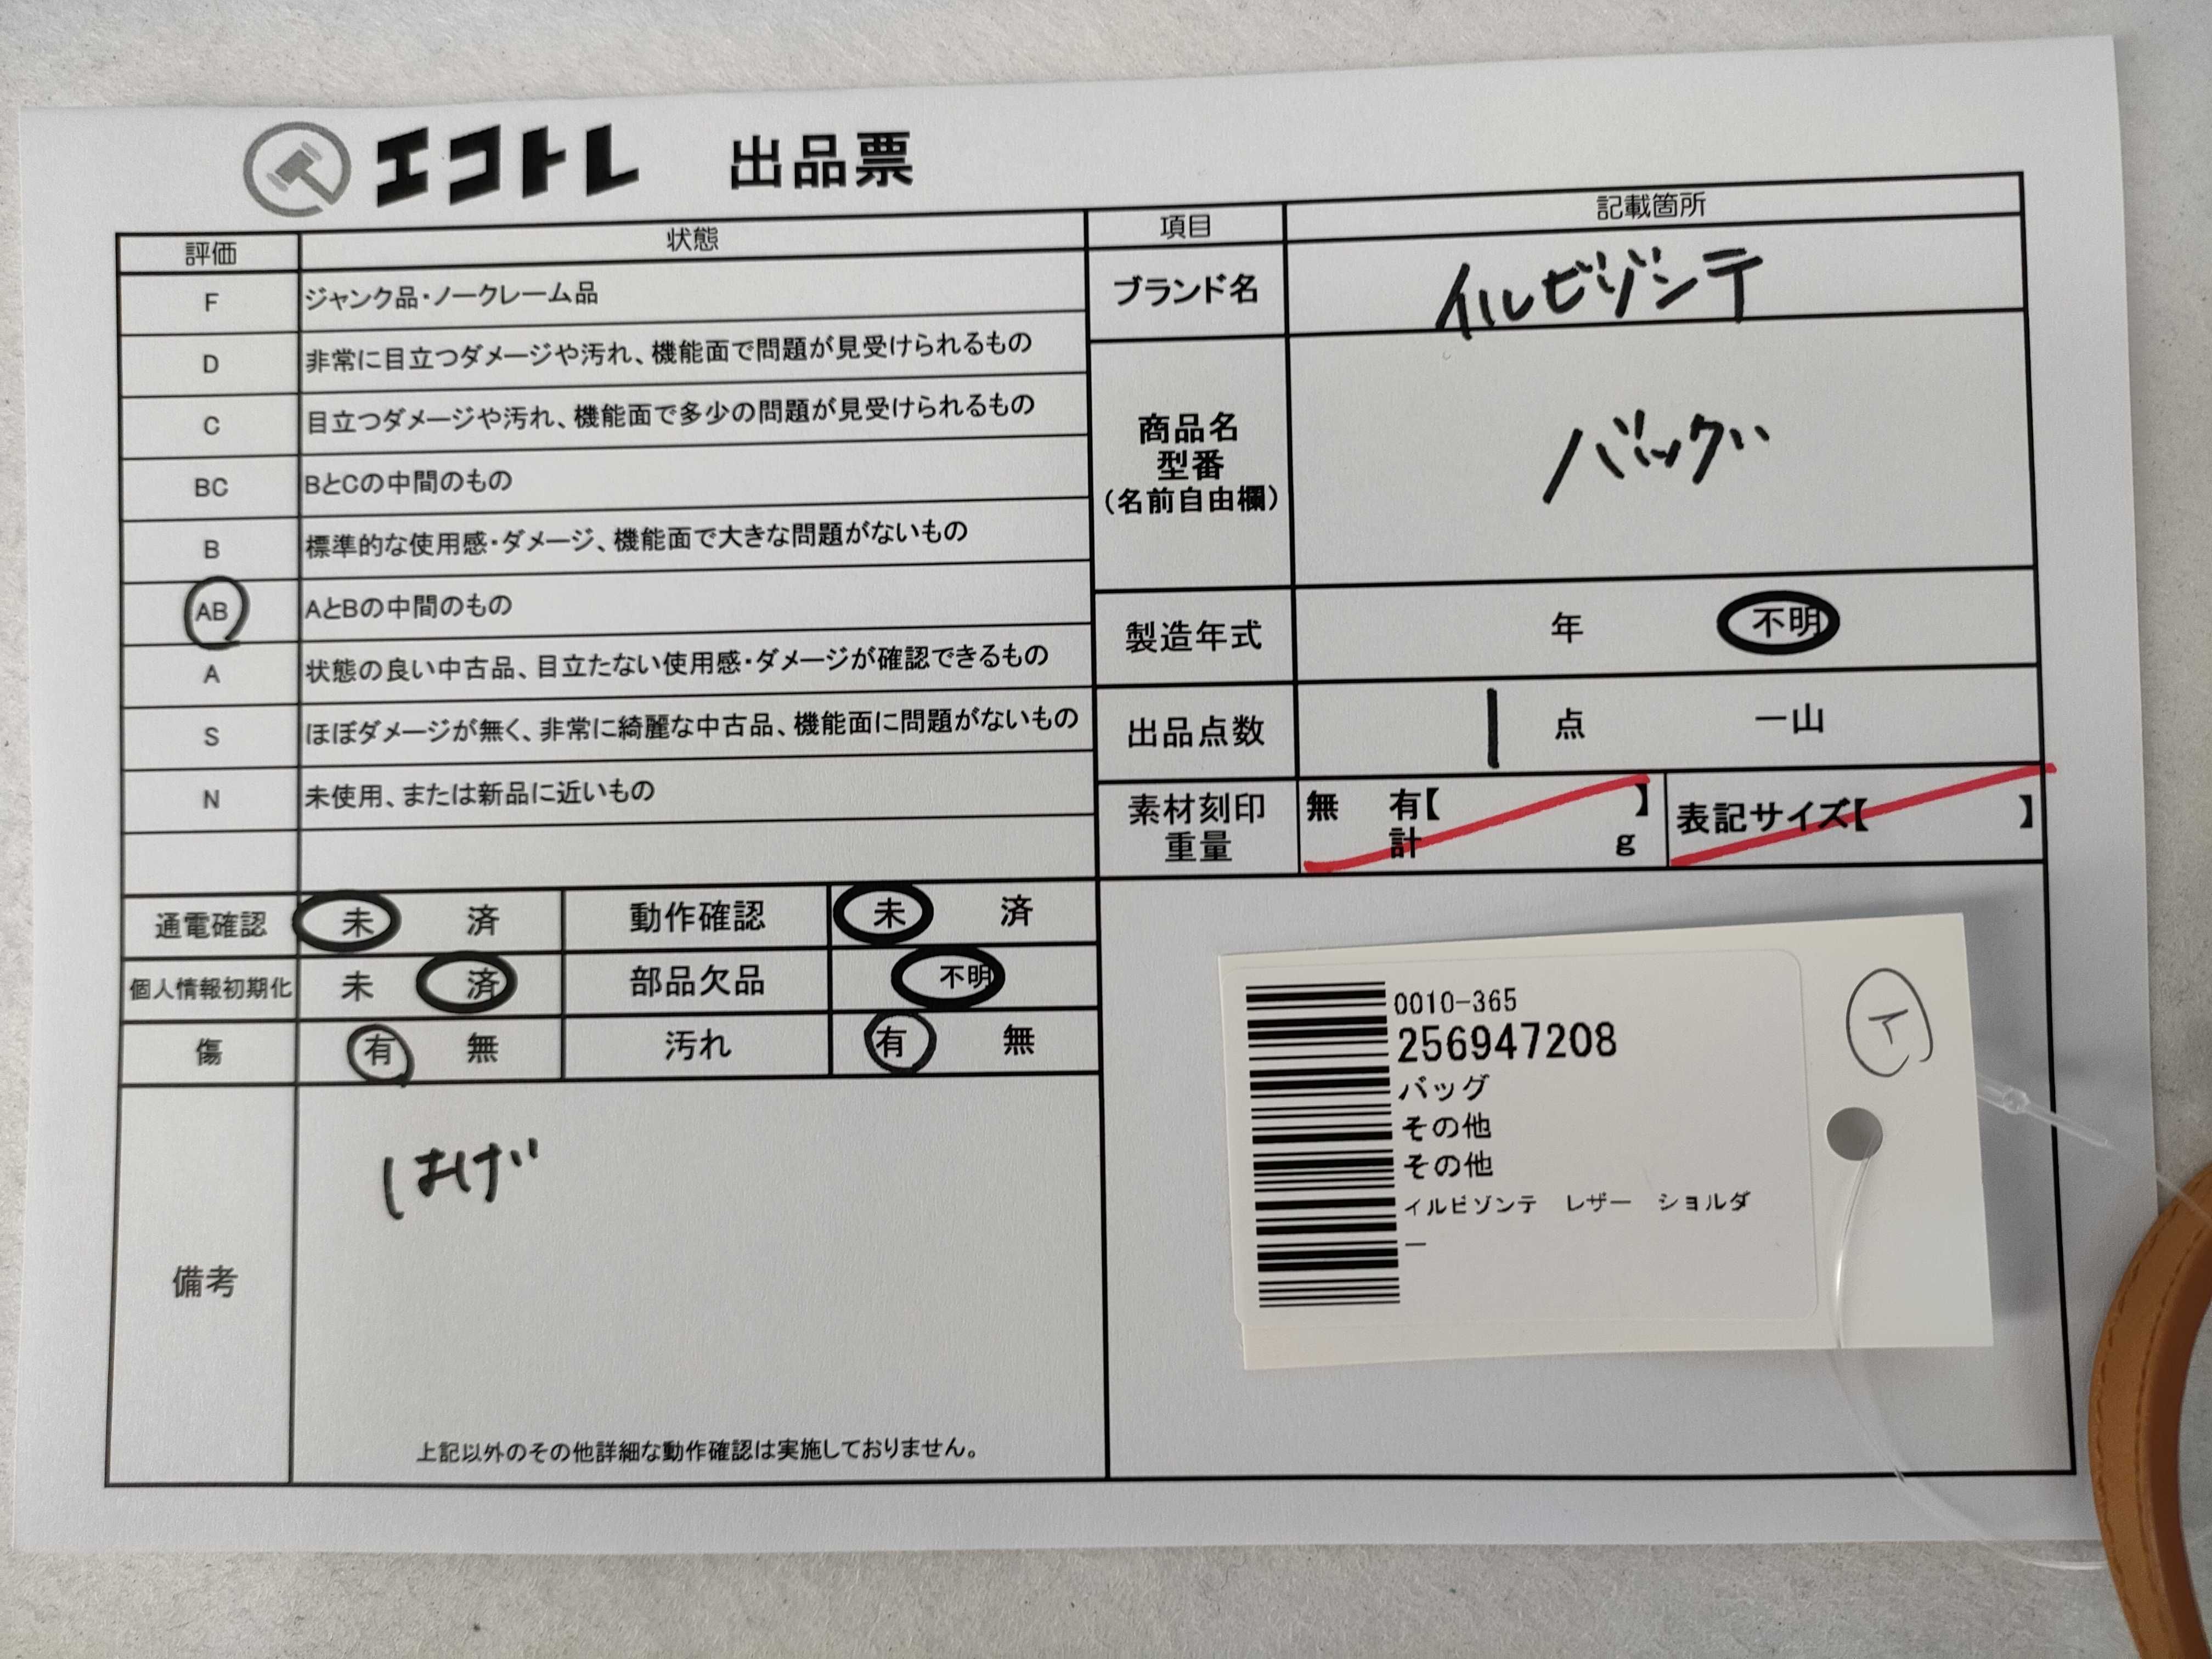 エコトレ 出品票
評価 状態
F ジャンク品・ノークレーム品
D 非常に目立つダメージや汚れ、機能面で問題が見受けられるもの
C 目立つダメージや汚れ、機能面で多少の問題が見受けられるもの
BC BとCの中間のもの
B 標準的な使用感・ダメージ、機能面で大きな問題がないもの
AB AとBの中間のもの
A 状態の良い中古品、目立たない使用感・ダメージが確認できるもの
S ほぼダメージが無く、非常に綺麗な中古品、機能面に問題がないもの
N 未使用、または新品に近いもの
通電確認 未 済 動作確認 未 済
個人情報初期化 未 済 部品欠品 不明
傷 有 無 汚れ 有 無
備考 はげ
上記以外のその他詳細な動作確認は実施しておりません。
項目 記載箇所
ブランド名 イルビゾンテ
商品名
型番
(名前自由欄)
バッグ
製造年式 年 不明
出品点数 1 点 一山
素材刻印 無 有【 】 表記サイズ【 】
重量 計 g
0010-365
256947208
バッグ
その他
その他
イルビゾンテ レザー ショルダ
ー